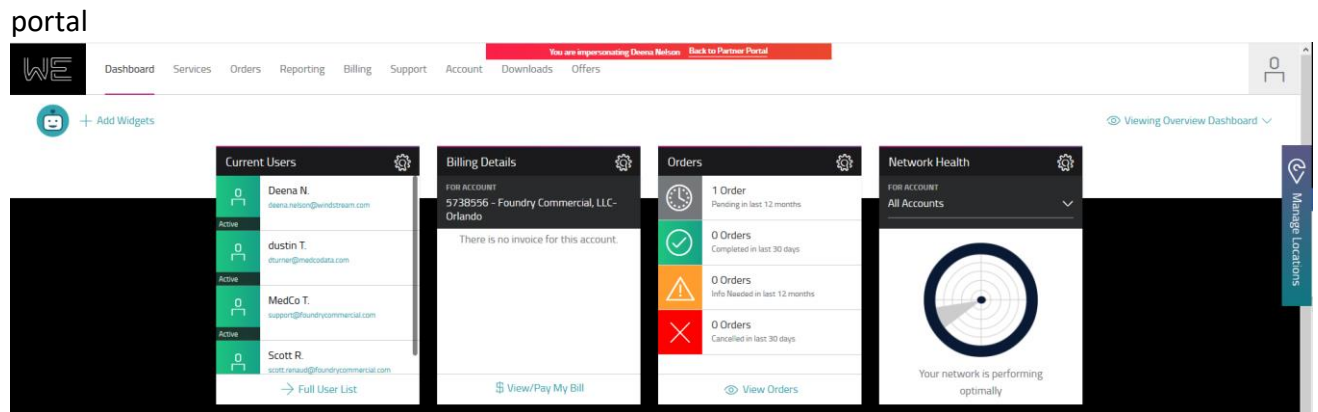 portal
You are impersonating Deena Nelson Back to Partner Portal
WE Dashboard Services Orders Reporting Billing Support Account Downloads Offers
+ Add Widgets
Viewing Overview Dashboard
Current Users
Deena N.
deena.nelson@windstream.com
Active
dustin T.
dturner@medcodata.com
Active
MedCo T.
support@foundrycommercial.com
Active
Scott R.
scott.renaud@foundrycommercial.com
→ Full User List
Billing Details
FOR ACCOUNT
5738556 - Foundry Commercial, LLC-
Orlando
There is no invoice for this account.
$ View/Pay My Bill
Orders
1 Order
Pending in last 12 months
0 Orders
Completed in last 30 days
0 Orders
Info Needed in last 12 months
0 Orders
Cancelled in last 30 days
View Orders
Network Health
FOR ACCOUNT
All Accounts
Your network is performing
optimally
Manage Locations